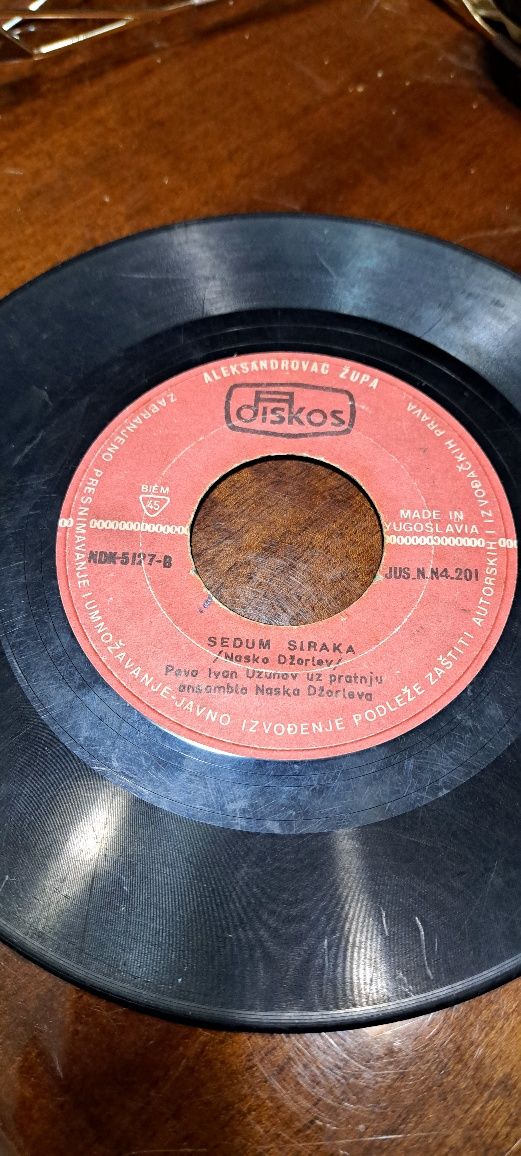 ALEKSANDROVAC ŽUPA
diskos
ZABRANJENO PRESNIMAVANJE I UMNOŽAVANJE-JAVNO IZVOĐENJE PODLEŽE ZAŠTITI AUTORSKIH I IZVOĐAČKIH PRAVA
BIEM
45
MADE IN
YUGOSLAVIA
NDK-5127-B
JUS.N.N4.201
SEDUM SIRAKA
/Nasko Džorlev/
Peva Ivan Uzunov uz pratnju
ansambla Naska Džorleva